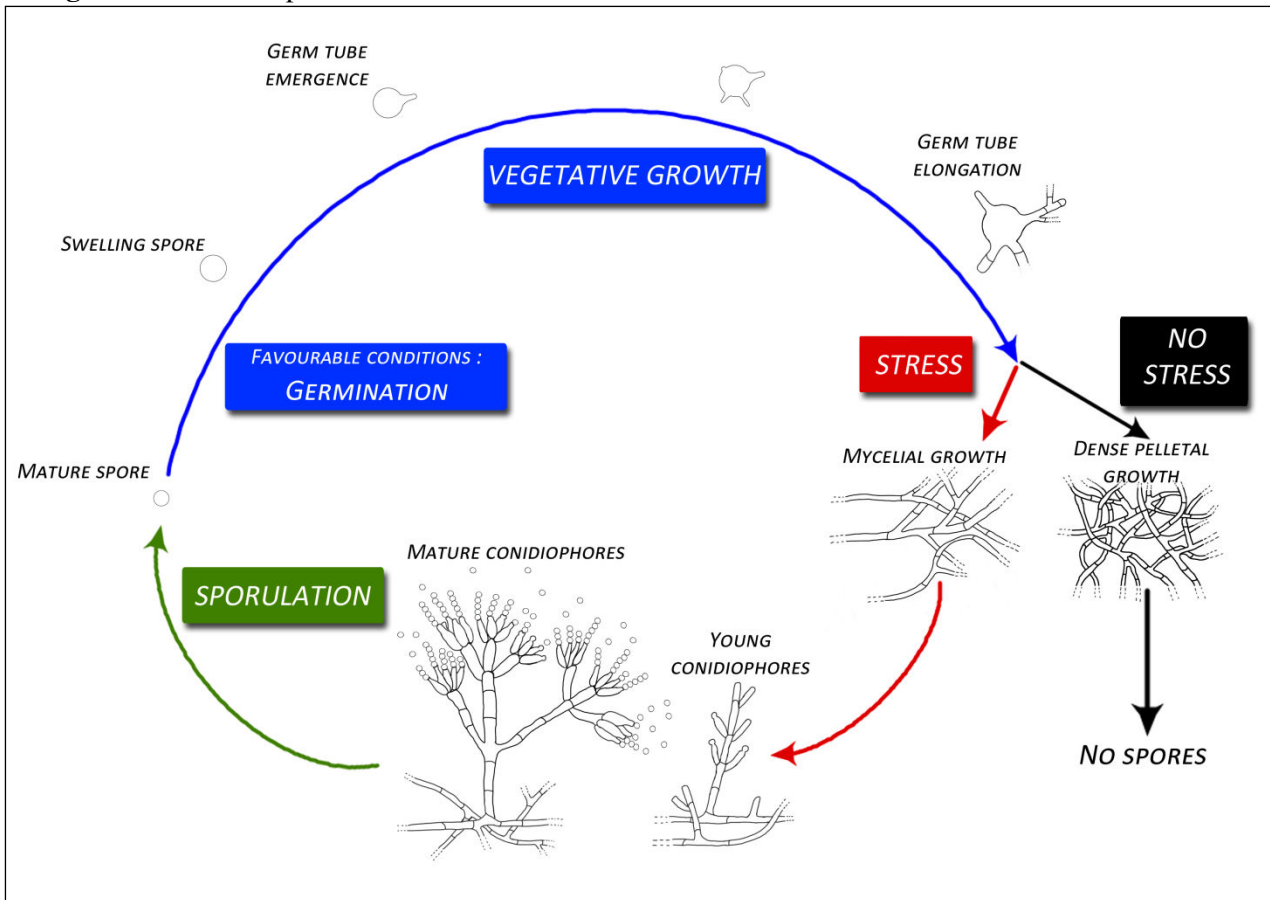 GERM TUBE
EMERGENCE
VEGETATIVE GROWTH
GERM TUBE
ELONGATION
SWELLING SPORE
FAVOURABLE CONDITIONS :
GERMINATION
STRESS
NO
STRESS
MATURE SPORE
MYCELIAL GROWTH
DENSE PELLETAL
GROWTH
MATURE CONIDIOPHORES
SPORULATION
YOUNG
CONIDIOPHORES
NO SPORES